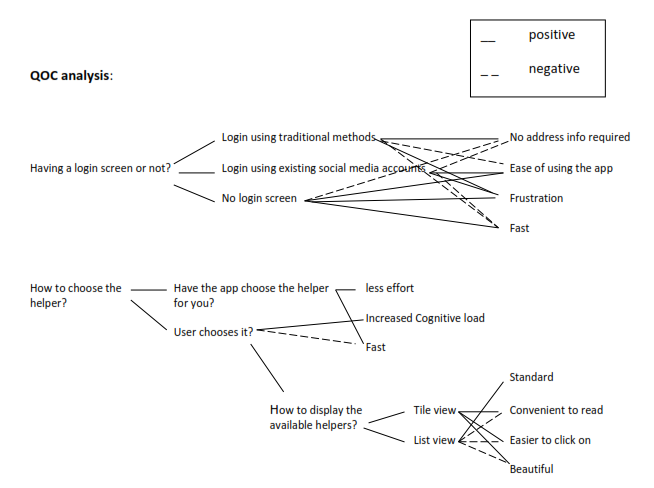 positive
negative
QOC analysis:
Login using traditional methods
No address info required
Having a login screen or not?
Login using existing social media accounts
Ease of using the app
No login screen
Frustration
Fast
How to choose the
helper?
Have the app choose the helper
for you?
less effort
User chooses it?
Increased Cognitive load
Fast
Standard
How to display the
available helpers?
Tile view
Convenient to read
List view
Easier to click on
Beautiful